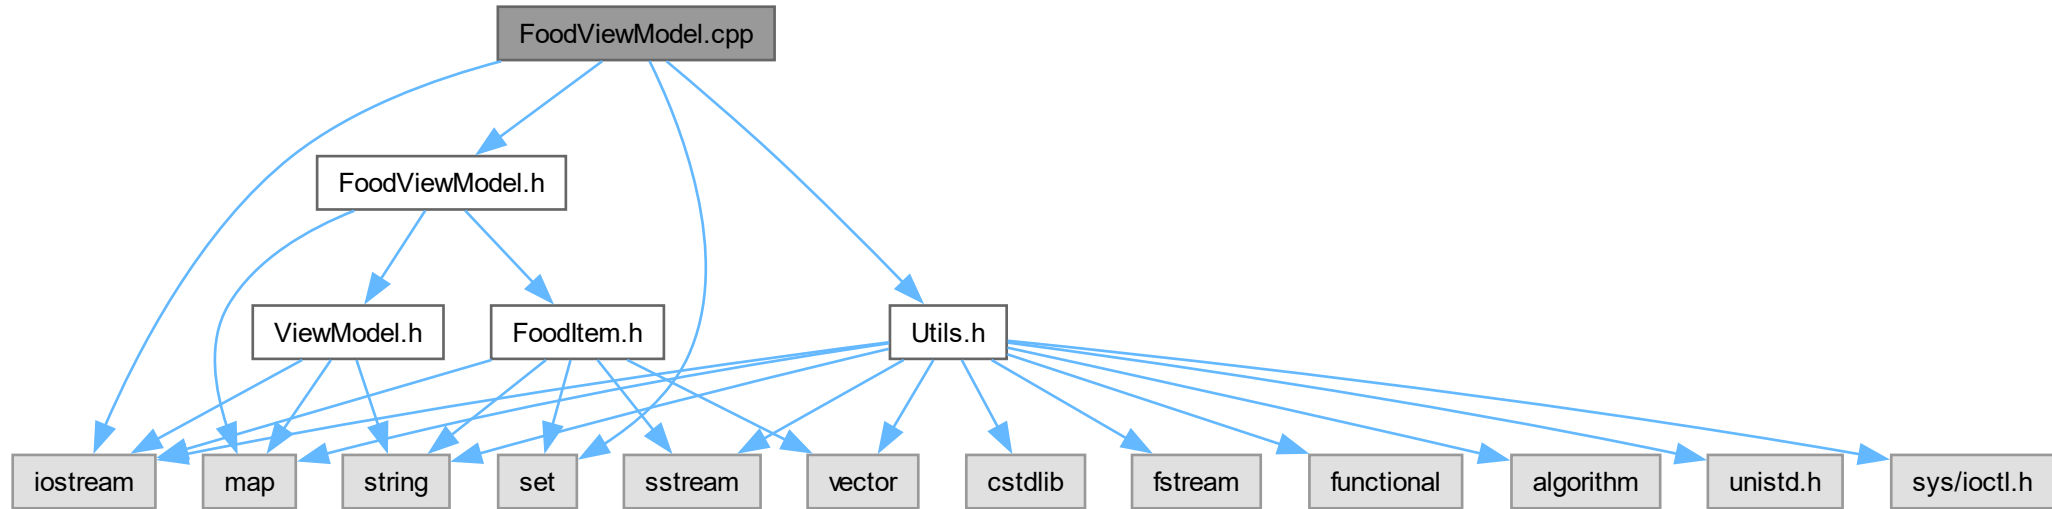 FoodViewModel.cpp
FoodViewModel.h
ViewModel.h
FoodItem.h
Utils.h
iostream
map
string
set
sstream
vector
cstdlib
fstream
functional
algorithm
unistd.h
sys/ioctl.h